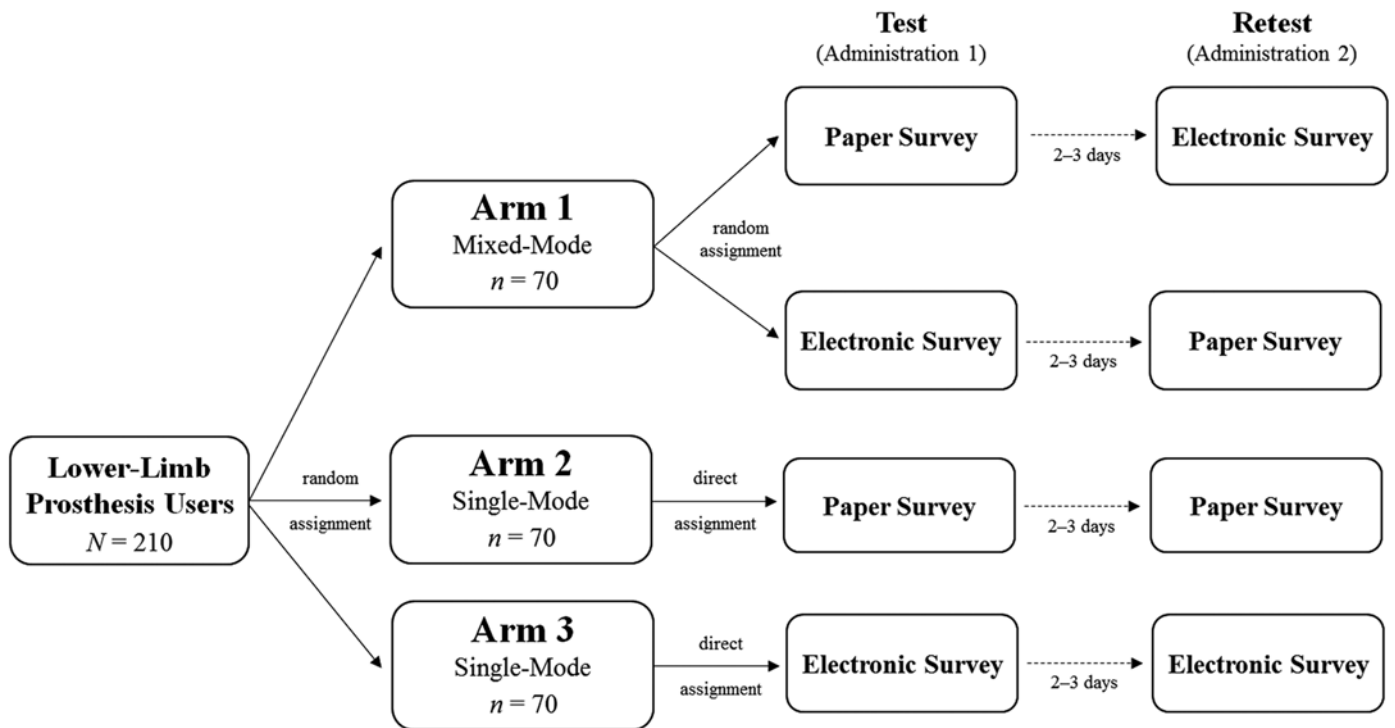 Test
(Administration 1)
Retest
(Administration 2)
Paper Survey
2–3 days
Electronic Survey
Arm 1
Mixed-Mode
n = 70
random
assignment
Electronic Survey
2–3 days
Paper Survey
Lower-Limb
Prosthesis Users
N = 210
random
assignment
Arm 2
Single-Mode
n = 70
direct
assignment
Paper Survey
2–3 days
Paper Survey
Arm 3
Single-Mode
n = 70
direct
assignment
Electronic Survey
2–3 days
Electronic Survey